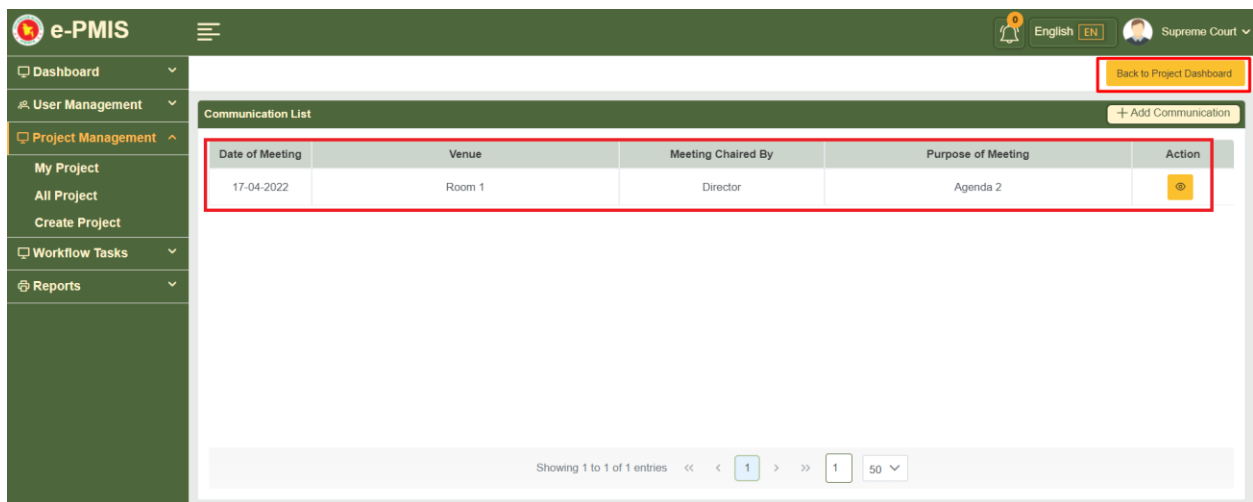 e-PMIS
0
English EN
Supreme Court
Dashboard
User Management
Project Management
My Project
All Project
Create Project
Workflow Tasks
Reports
Back to Project Dashboard
Communication List
+ Add Communication
Date of Meeting Venue Meeting Chaired By Purpose of Meeting Action
17-04-2022 Room 1 Director Agenda 2
Showing 1 to 1 of 1 entries << < 1 > >> 1 50